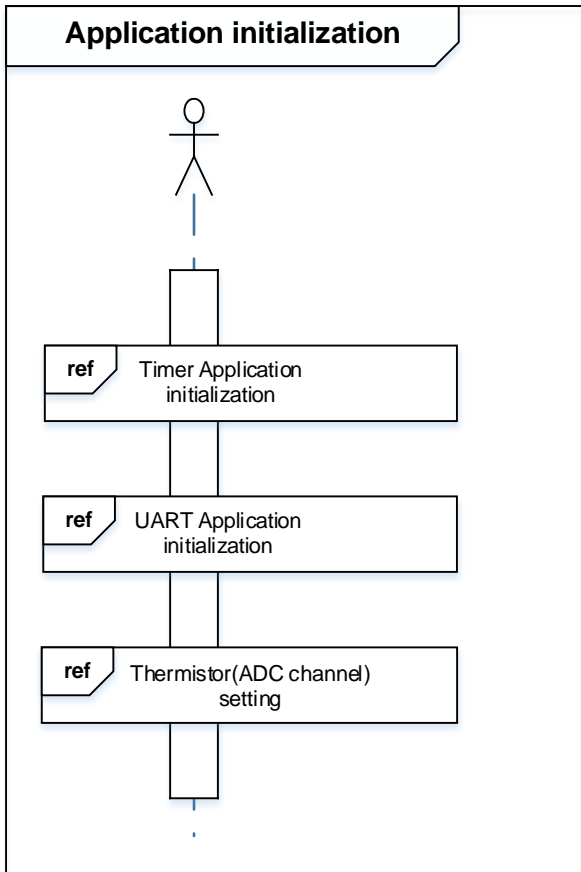 Application initialization
ref
Timer Application
initialization
ref
UART Application
initialization
ref
Thermistor(ADC channel)
setting